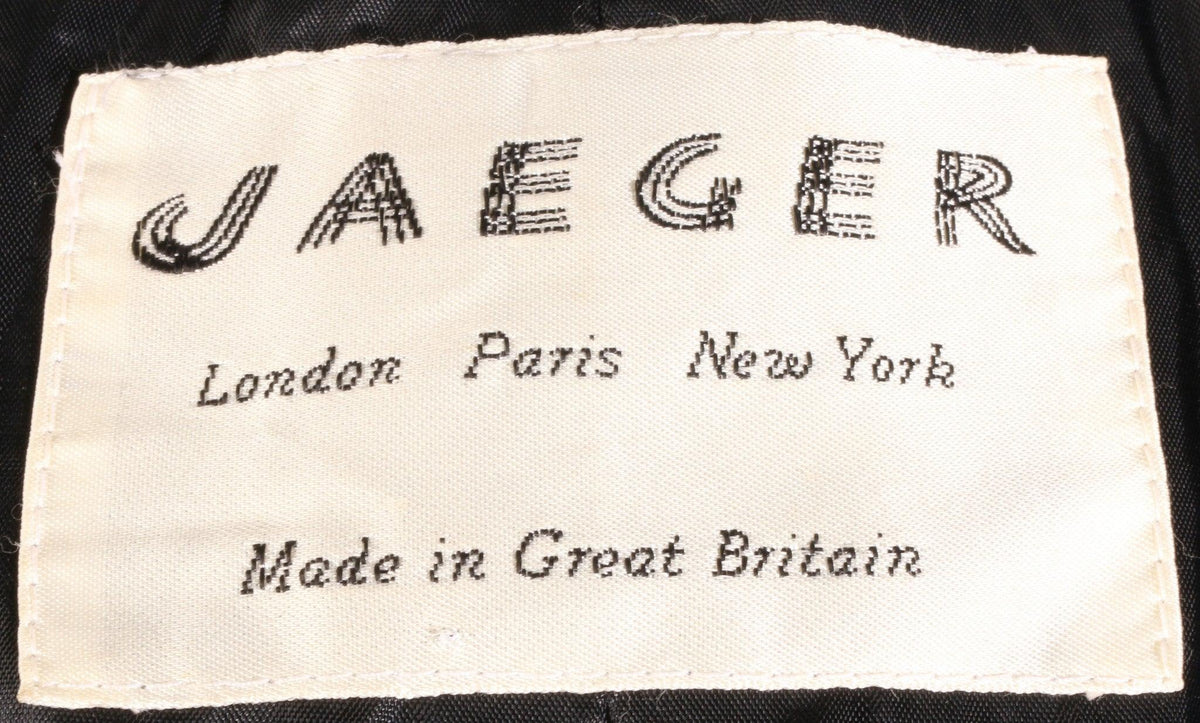 JAEGER
London Paris New York
Made in Great Britain